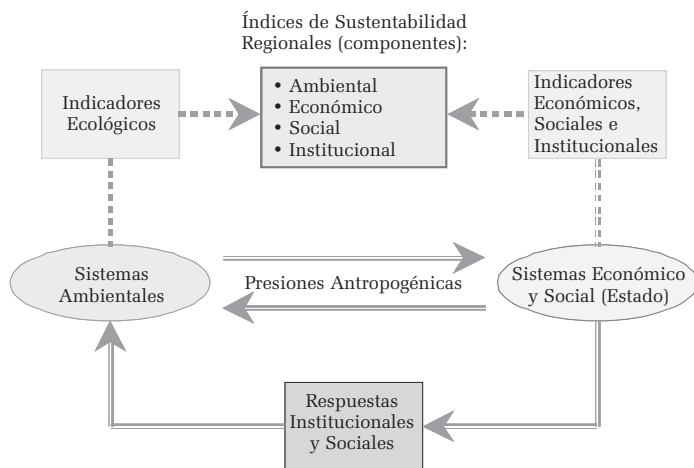 Índices de Sustentabilidad
Regionales (componentes):
Indicadores
Ecológicos
• Ambiental
• Económico
• Social
• Institucional
Indicadores
Económicos,
Sociales e
Institucionales
Sistemas
Ambientales
Presiones Antropogénicas
Sistemas Económico
y Social (Estado)
Respuestas
Institucionales
y Sociales